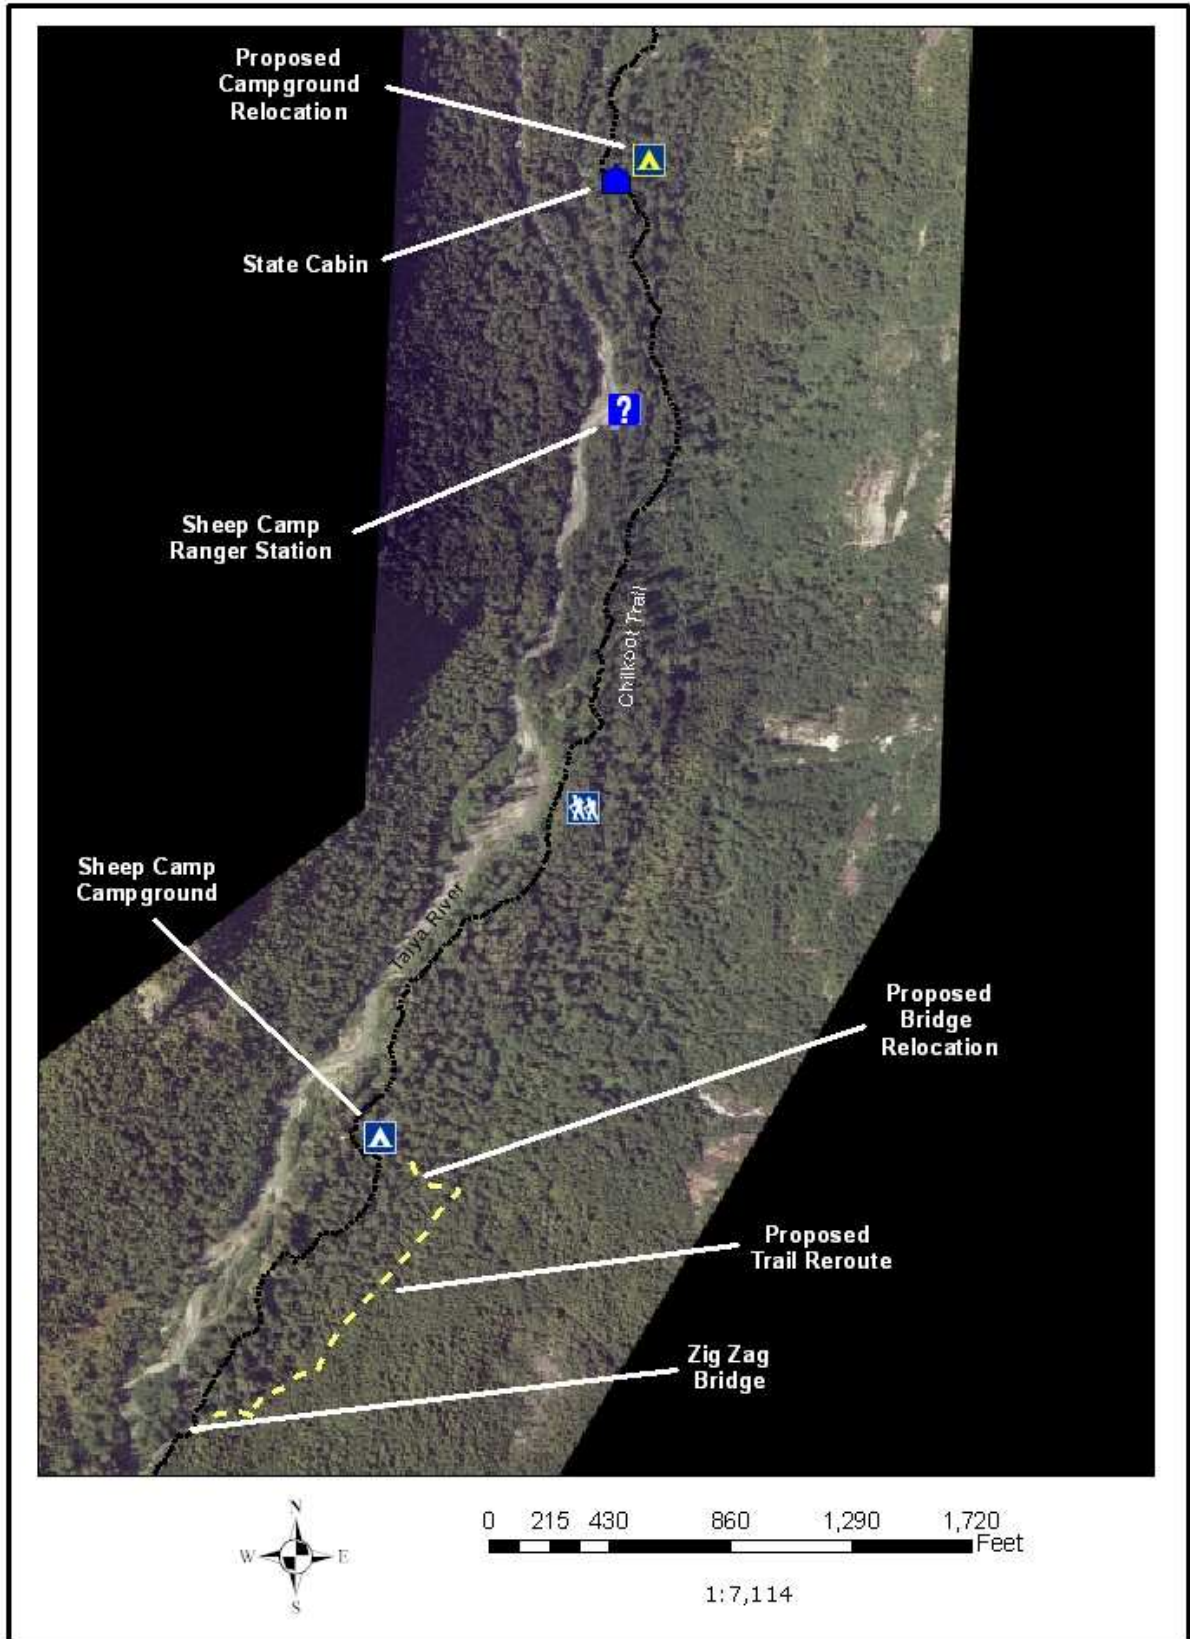 Proposed
Campground
Relocation
State Cabin
?
Sheep Camp
Ranger Station
Chilkoot Trail
Sheep Camp
Campground
Taiya River
Proposed
Bridge
Relocation
Proposed
Trail Reroute
Zig Zag
Bridge
N
W E
S
0 215 430 860 1,290 1,720
Feet
1:7,114